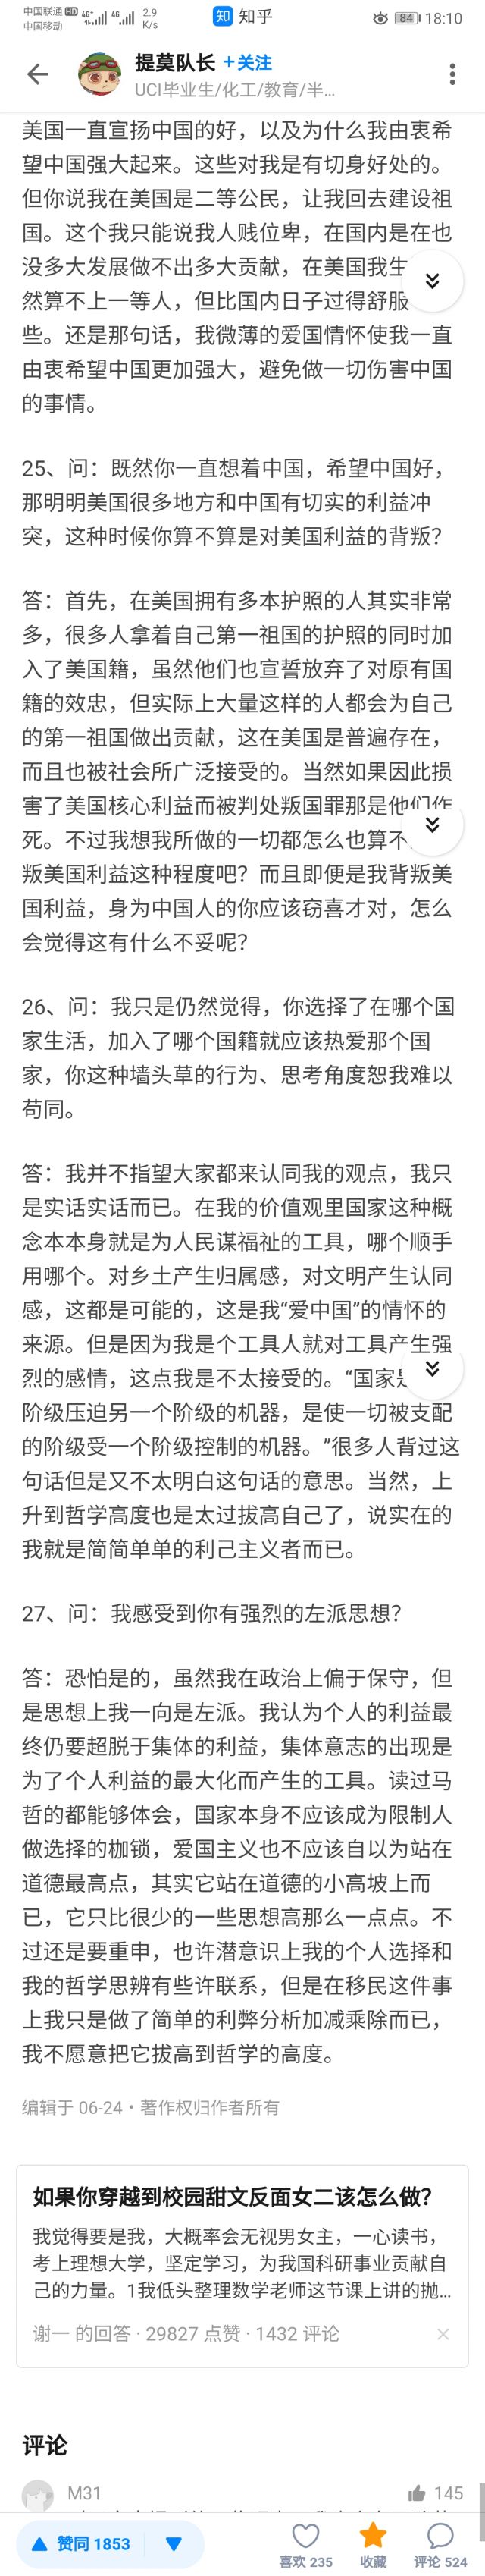 中国联通 HD 4G+ 4G 2.9 K/s
中国移动
知 知乎
84 18:10
提莫队长 +关注
UCI毕业生/化工/教育/半...
美国一直宣扬中国的好，以及为什么我由衷希
望中国强大起来。这些对我是有切身好处的。
但你说我在美国是二等公民，让我回去建设祖
国。这个我只能说我人贱位卑，在国内是在也
没多大发展做不出多大贡献，在美国我生
然算不上一等人，但比国内日子过得舒服
些。还是那句话，我微薄的爱国情怀使我一直
由衷希望中国更加强大，避免做一切伤害中国
的事情。
25、问：既然你一直想着中国，希望中国好，
那明明美国很多地方和中国有切实的利益冲
突，这种时候你算不算是对美国利益的背叛？
答：首先，在美国拥有多本护照的人其实非常
多，很多人拿着自己第一祖国的护照的同时加
入了美国籍，虽然他们也宣誓放弃了对原有国
籍的效忠，但实际上大量这样的人都会为自己
的第一祖国做出贡献，这在美国是普遍存在，
而且也被社会所广泛接受的。当然如果因此损
害了美国核心利益而被判处叛国罪那是他们作
死。不过我想我所做的一切都怎么也算不
叛美国利益这种程度吧？而且即便是我背叛美
国利益，身为中国人的你应该窃喜才对，怎么
会觉得这有什么不妥呢？
26、问：我只是仍然觉得，你选择了在哪个国
家生活，加入了哪个国籍就应该热爱那个国
家，你这种墙头草的行为、思考角度恕我难以
苟同。
答：我并不指望大家都来认同我的观点，我只
是实话实话而已。在我的价值观里国家这种概
念本本身就是为人民谋福祉的工具，哪个顺手
用哪个。对乡土产生归属感，对文明产生认同
感，这都是可能的，这是我“爱中国”的情怀的
来源。但是因为我是个工具人就对工具产生强
烈的感情，这点我是不太接受的。“国家是
阶级压迫另一个阶级的机器，是使一切被支配
的阶级受一个阶级控制的机器。”很多人背过这
句话但是又不太明白这句话的意思。当然，上
升到哲学高度也是太过拔高自己了，说实在的
我就是简简单单的利己主义者而已。
27、问：我感受到你有强烈的左派思想？
答：恐怕是的，虽然我在政治上偏于保守，但
是思想上我一向是左派。我认为个人的利益最
终仍要超脱于集体的利益，集体意志的出现是
为了个人利益的最大化而产生的工具。读过马
哲的都能够体会，国家本身不应该成为限制人
做选择的枷锁，爱国主义也不应该自以为站在
道德最高点，其实它站在道德的小高坡上而
已，它只比很少的一些思想高那么一点点。不
过还是要重申，也许潜意识上我的个人选择和
我的哲学思辨有些许联系，但是在移民这件事
上我只是做了简单的利弊分析加减乘除而已，
我不愿意把它拔高到哲学的高度。
编辑于 06-24・著作权归作者所有
如果你穿越到校园甜文反面女二该怎么做？
我觉得要是我，大概率会无视男女主，一心读书，
考上理想大学，坚定学习，为我国科研事业贡献自
己的力量。1我低头整理数学老师这节课上讲的抛...
谢一 的回答 · 29827 点赞 · 1432 评论
评论
M31 145
赞同 1853
喜欢 235 收藏 评论 524